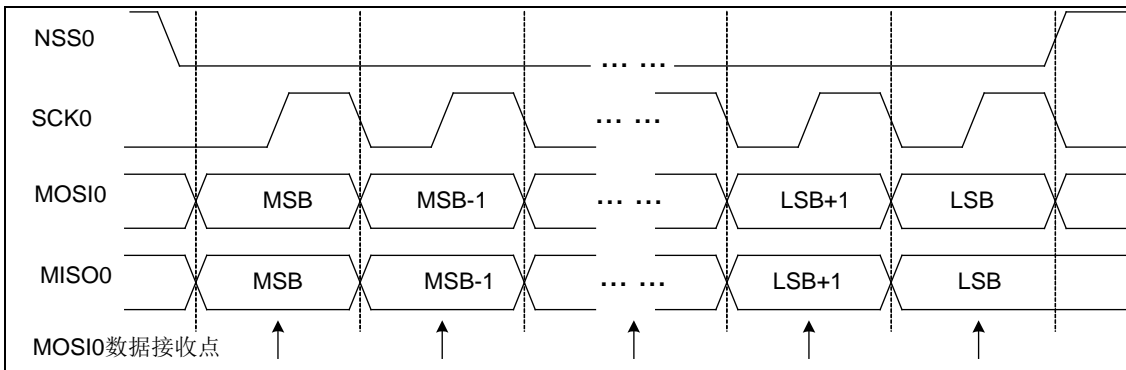 NSS0
... ...
SCK0
... ...
MOSI0 MSB MSB-1 ... ... LSB+1 LSB
MISO0 MSB MSB-1 ... ... LSB+1 LSB
MOSI0数据接收点